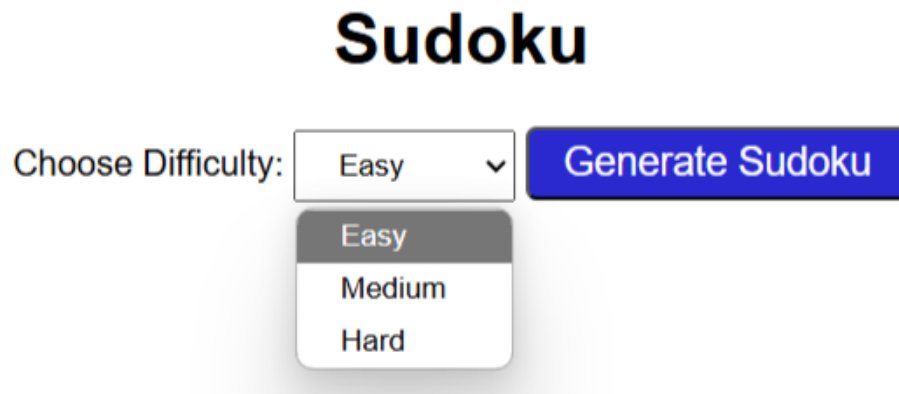 Sudoku
Choose Difficulty: Easy Generate Sudoku
Easy
Medium
Hard